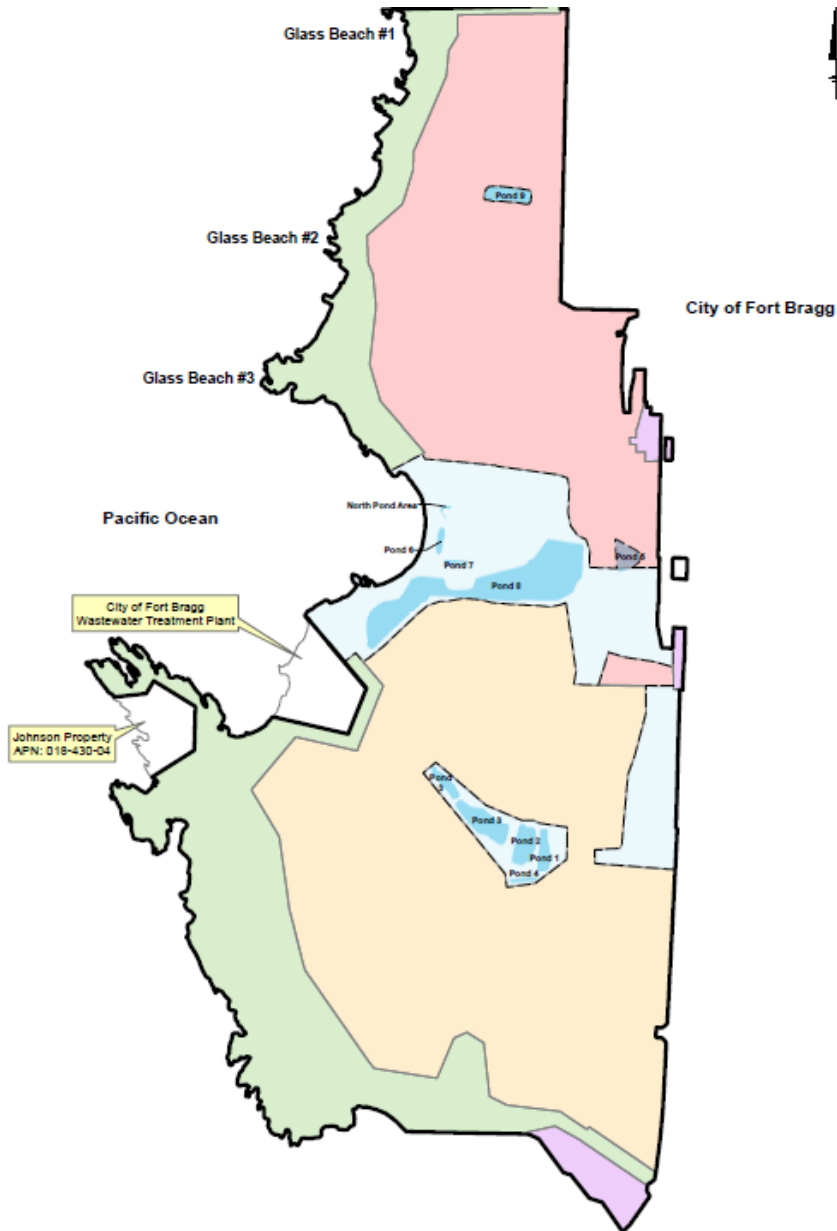 Glass Beach #1
Pond 9
Glass Beach #2
City of Fort Bragg
Glass Beach #3
North Pond Area
Pacific Ocean
Pond 6
Pond 5
Pond 7
Pond 8
City of Fort Bragg
Wastewater Treatment Plant
Johnson Property
APN: 018-430-04
Pond
3
Pond 3
Pond 2
Pond 1
Pond 4